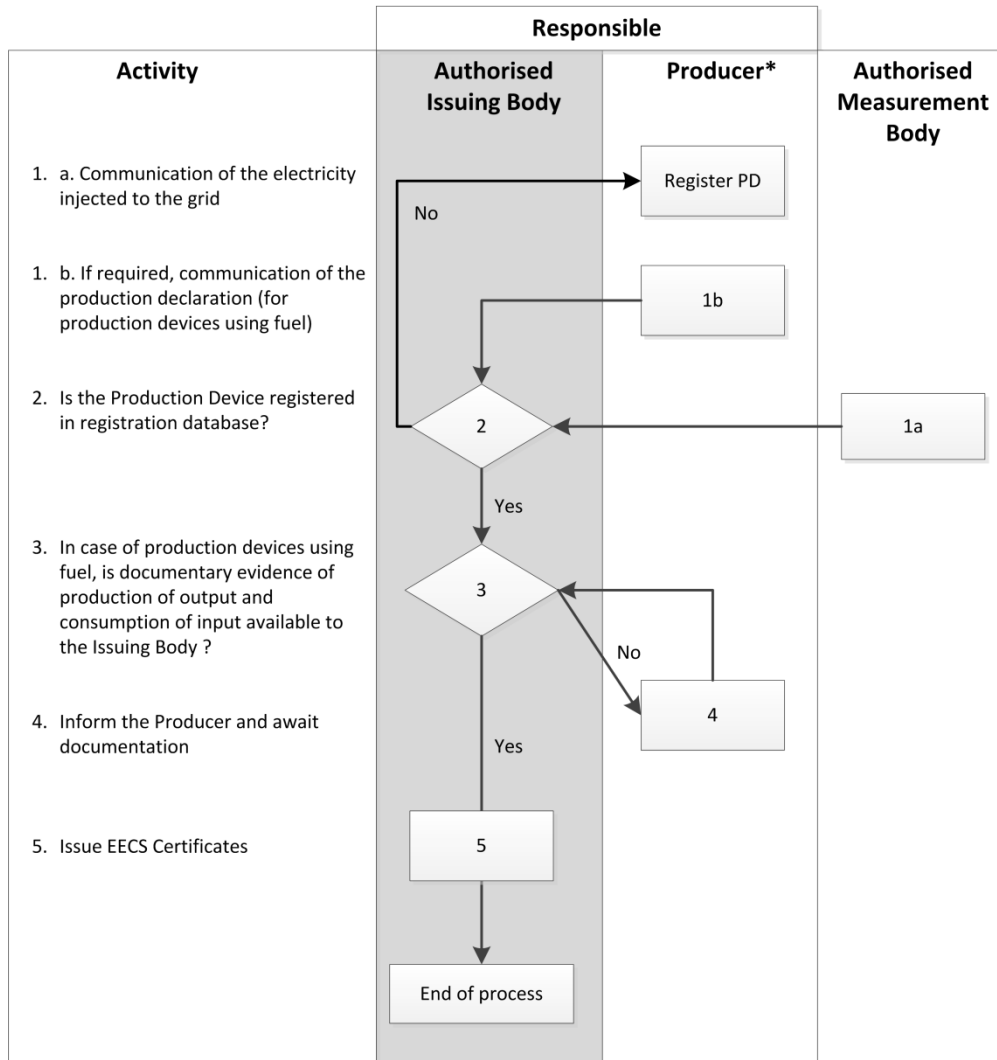 Responsible
Activity
Authorised
Issuing Body
Producer*
Authorised
Measurement
Body
1. a. Communication of the electricity
injected to the grid
Register PD
No
1. b. If required, communication of the
production declaration (for
production devices using fuel)
1b
2. Is the Production Device registered
in registration database?
2
1a
Yes
3. In case of production devices using
fuel, is documentary evidence of
production of output and
consumption of input available to
the Issuing Body ?
3
No
4. Inform the Producer and await
documentation
4
Yes
5. Issue EECS Certificates
5
End of process